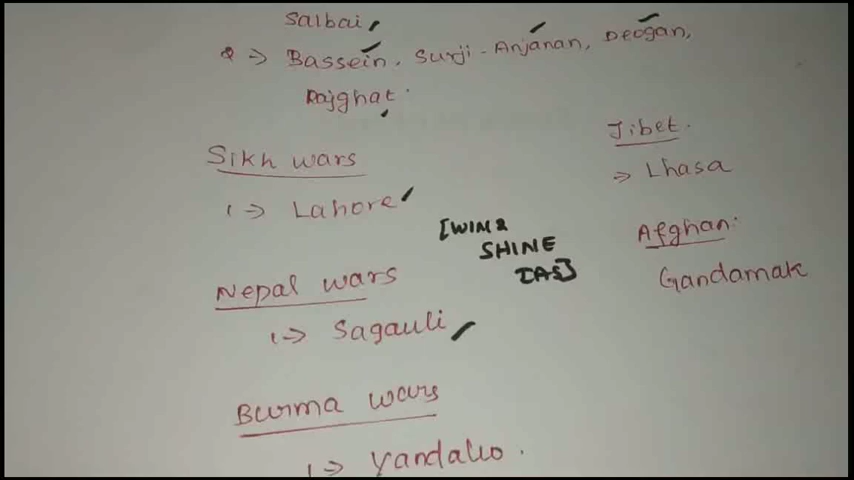 Salbai,
2 => Bassein, Surji-Anjanan, Deogan,
Rajghat.
Sikh wars
1 => Lahore
Nepal wars
1 => Sagauli
Burma wars
1 => Yandabo.
[WIN &
SHINE
IAS]
Tibet.
=> Lhasa
Afghan:
Gandamak